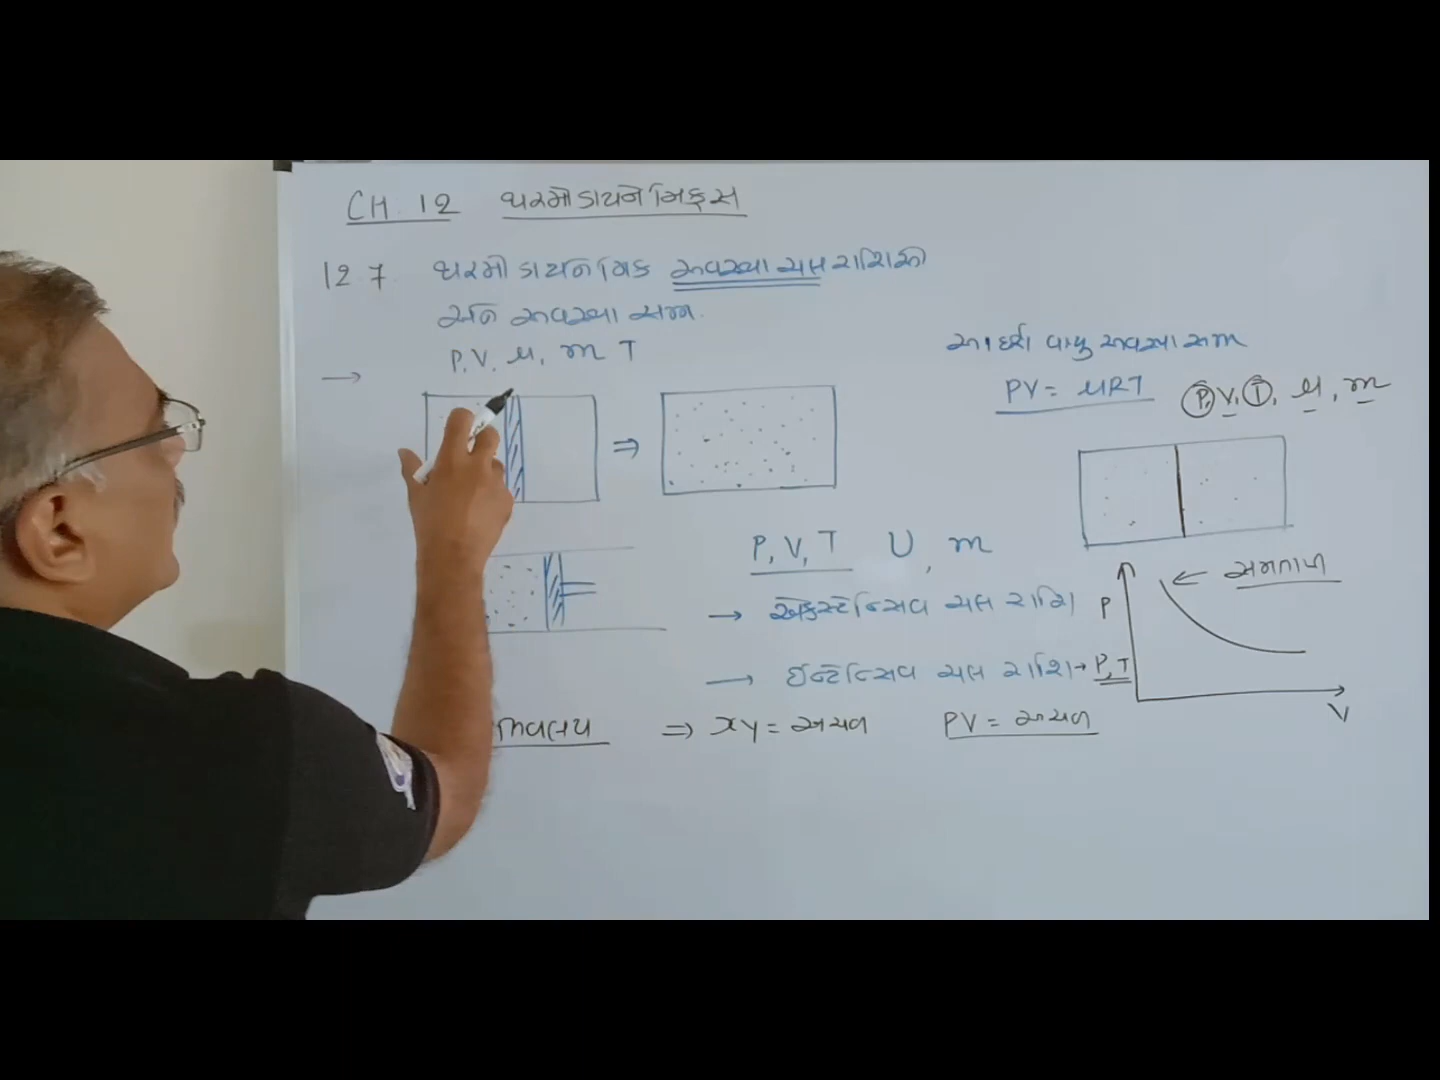 CH. 12 થરમોડાયનેમિક્સ
12.7 થરમોડાયનેમિક અવસ્થા ચલ રાશિઓ
અને અવસ્થા સમી.
P, V, μ, m T
આદર્શ વાયુ અવસ્થા સમી
PV = μRT P, V, T, μ, m
P, V, T U, m
→ એક્સ્ટેન્સિવ ચલ રાશિ
→ ઈન્ટેન્સિવ ચલ રાશિ → P, T
સમતાપી
P
V
⇒ xy = અચળ PV = અચળ